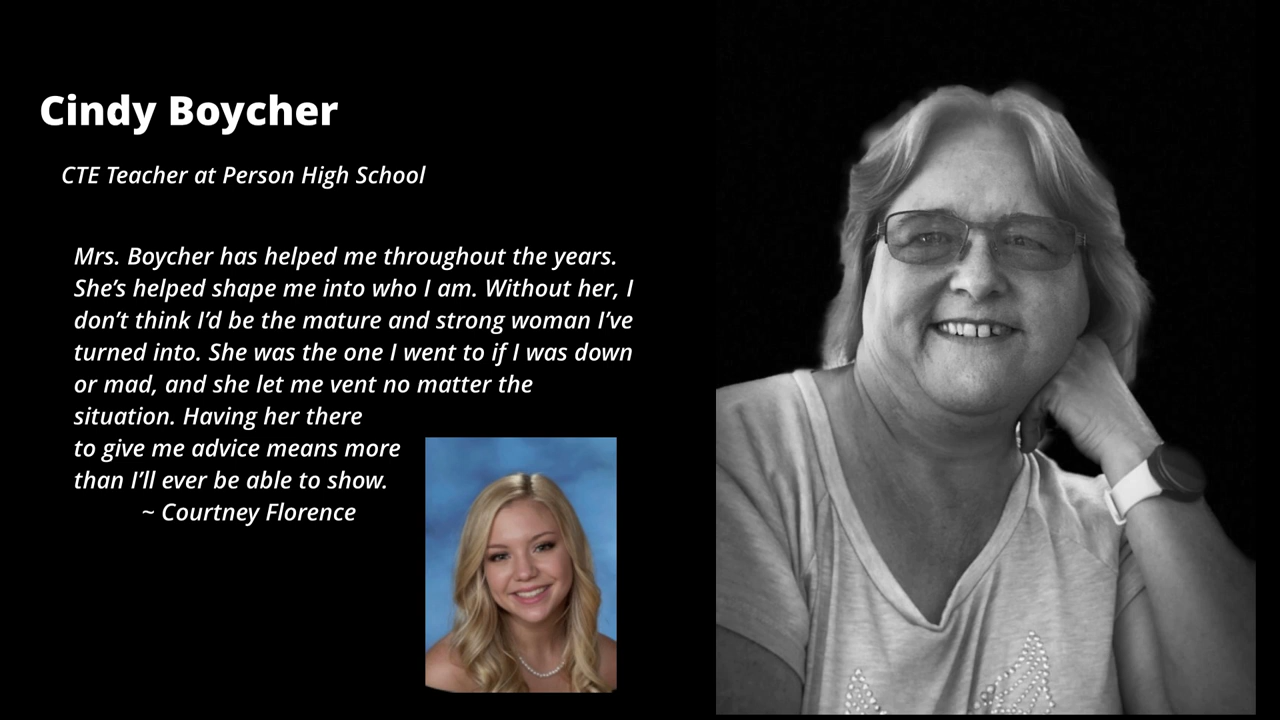 Cindy Boycher
CTE Teacher at Person High School
Mrs. Boycher has helped me throughout the years.
She’s helped shape me into who I am. Without her, I
don’t think I’d be the mature and strong woman I’ve
turned into. She was the one I went to if I was down
or mad, and she let me vent no matter the
situation. Having her there
to give me advice means more
than I’ll ever be able to show.
~ Courtney Florence